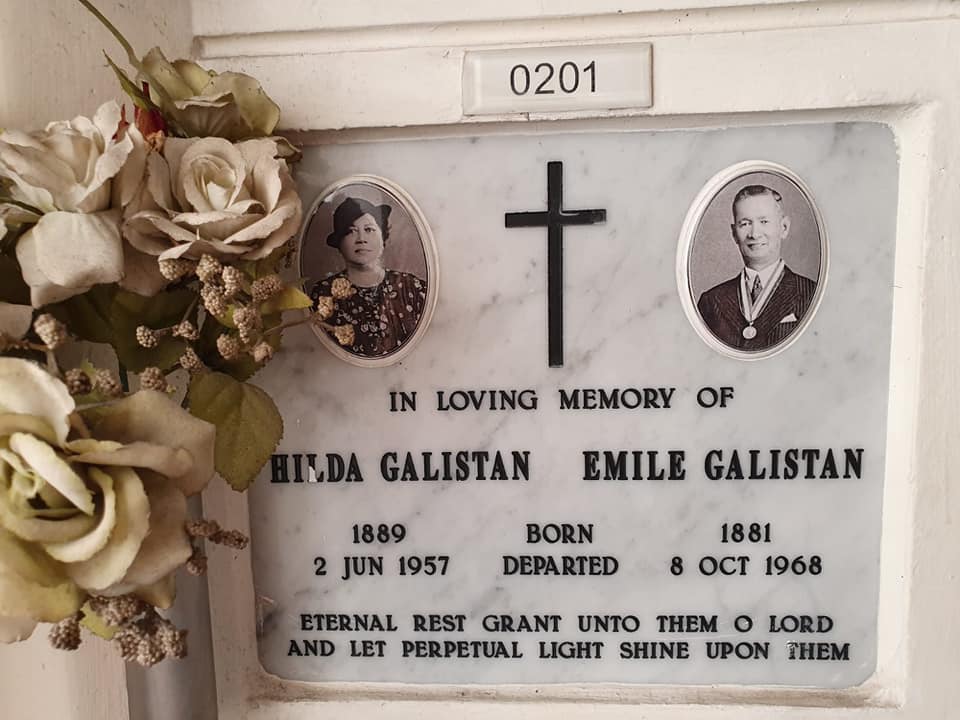 0201
IN LOVING MEMORY OF
HILDA GALISTAN EMILE GALISTAN
1889 BORN 1881
2 JUN 1957 DEPARTED 8 OCT 1968
ETERNAL REST GRANT UNTO THEM O LORD
AND LET PERPETUAL LIGHT SHINE UPON THEM